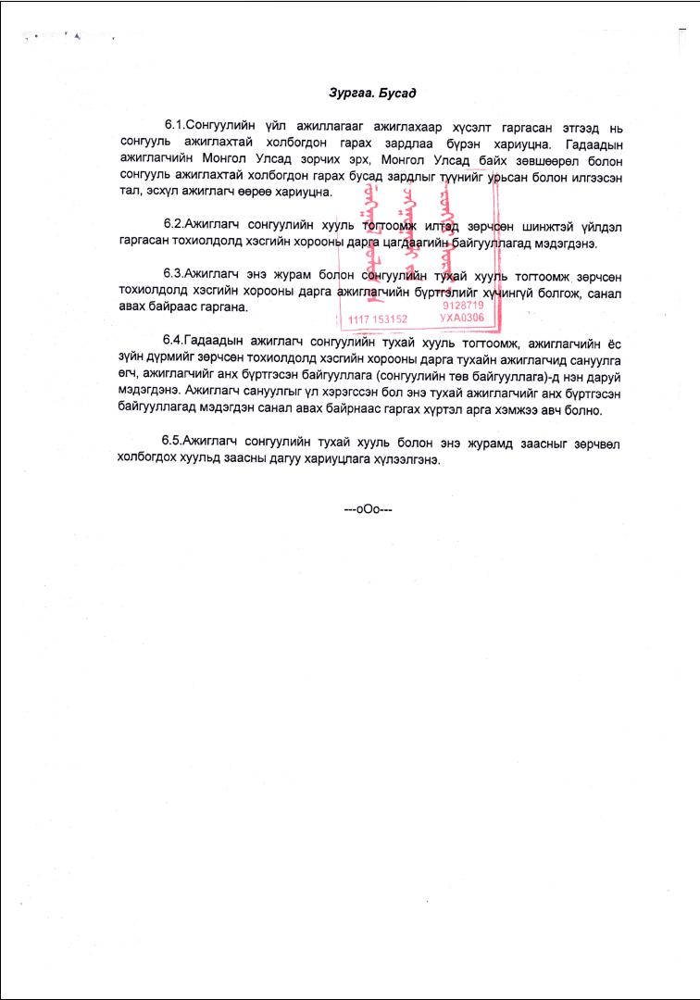 Зургаа. Бусад
6.1.Сонгуулийн үйл ажиллагааг ажиглахаар хүсэлт гаргасан этгээд нь
сонгууль ажиглахтай холбогдон гарах зардлаа бүрэн хариуцна. Гадаадын
ажиглагчийн Монгол Улсад зорчих эрх, Монгол Улсад байх зөвшөөрөл болон
сонгууль ажиглахтай холбогдон гарах бусад зардлыг түүнийг урьсан болон илгээсэн
тал, эсхүл ажиглагч өөрөө хариуцна.
6.2.Ажиглагч сонгуулийн хууль тогтоомж илтэд зөрчсөн шинжтэй үйлдэл
гаргасан тохиолдолд хэсгийн хорооны дарга цагдаагийн байгууллагад мэдэгдэнэ.
6.3.Ажиглагч энэ журам болон сонгуулийн тухай хууль тогтоомж зөрчсөн
тохиолдолд хэсгийн хорооны дарга ажиглагчийн бүртгэлийг хүчингүй болгож, санал
авах байраас гаргана.
9128719
1117 153152 УХА0306
6.4.Гадаадын ажиглагч сонгуулийн тухай хууль тогтоомж, ажиглагчийн ёс
зүйн дүрмийг зөрчсөн тохиолдолд хэсгийн хорооны дарга тухайн ажиглагчид сануулга
өгч, ажиглагчийг анх бүртгэсэн байгууллага (сонгуулийн төв байгууллага)-д нэн даруй
мэдэгдэнэ. Ажиглагч сануулгыг үл хэрэгссэн бол энэ тухай ажиглагчийг анх бүртгэсэн
байгууллагад мэдэгдэн санал авах байрнаас гаргах хүртэл арга хэмжээ авч болно.
6.5.Ажиглагч сонгуулийн тухай хууль болон энэ журамд заасныг зөрчвөл
холбогдох хуульд заасны дагуу хариуцлага хүлээлгэнэ.
---oOo---